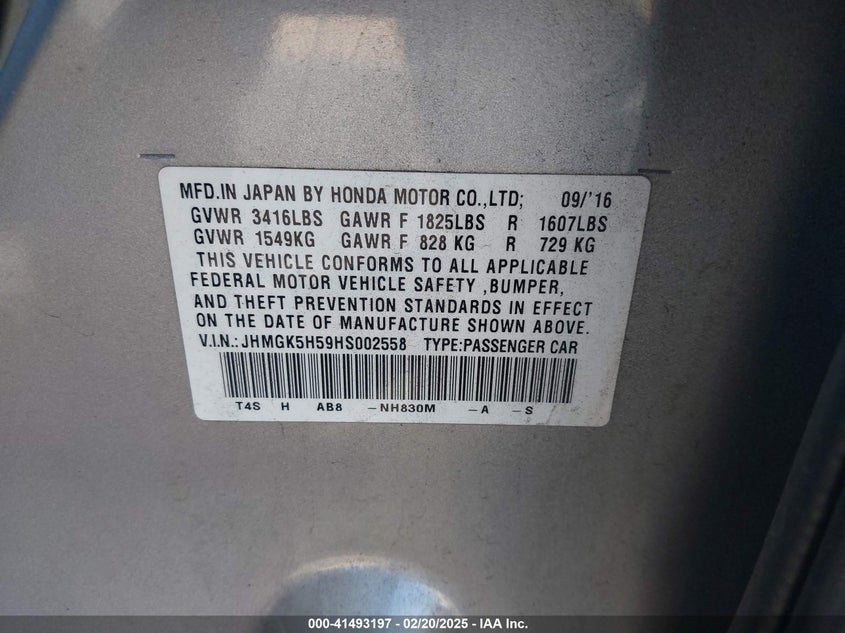 MFD.IN JAPAN BY HONDA MOTOR CO.,LTD; 09/'16
GVWR 3416LBS GAWR F 1825LBS R 1607LBS
GVWR 1549KG GAWR F 828 KG R 729 KG
THIS VEHICLE CONFORMS TO ALL APPLICABLE
FEDERAL MOTOR VEHICLE SAFETY ,BUMPER,
AND THEFT PREVENTION STANDARDS IN EFFECT
ON THE DATE OF MANUFACTURE SHOWN ABOVE.
V.I.N.: JHMGK5H59HS002558 TYPE:PASSENGER CAR
T4S H AB8 -NH830M -A -S
000-41493197 - 02/20/2025 - IAA Inc.